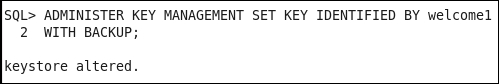 SQL> ADMINISTER KEY MANAGEMENT SET KEY IDENTIFIED BY welcome1
2 WITH BACKUP;
keystore altered.